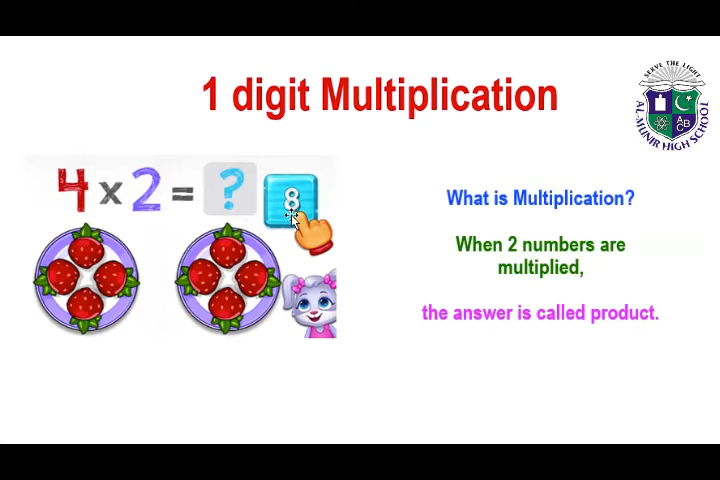 1 digit Multiplication
SERVE THE LIGHT
AL-MUNIR HIGH SCHOOL
A
B
C
4 x 2 = ?
8
What is Multiplication?
When 2 numbers are
multiplied,
the answer is called product.